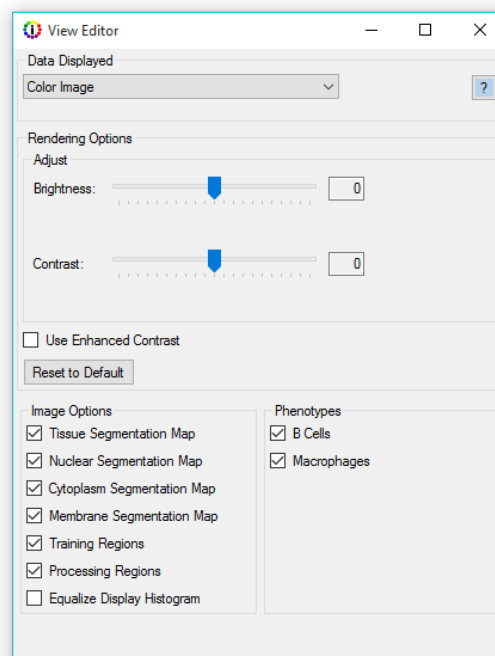 View Editor
Data Displayed
Color Image
?
Rendering Options
Adjust
Brightness:
0
Contrast:
0
Use Enhanced Contrast
Reset to Default
Image Options
Tissue Segmentation Map
Nuclear Segmentation Map
Cytoplasm Segmentation Map
Membrane Segmentation Map
Training Regions
Processing Regions
Equalize Display Histogram
Phenotypes
B Cells
Macrophages